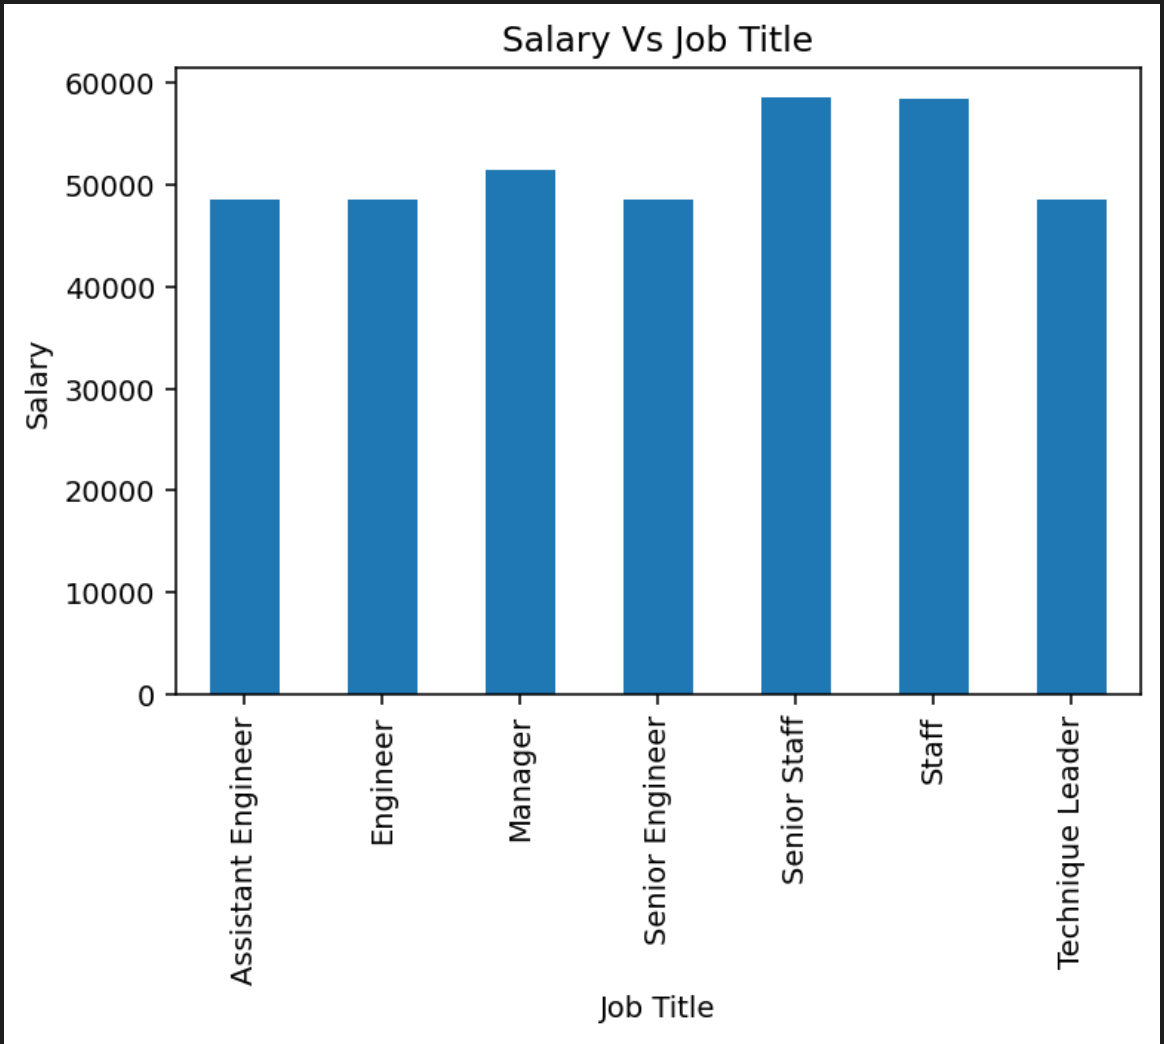 Salary Vs Job Title
60000
50000
40000
30000
20000
10000
0
Salary
Assistant Engineer
Engineer
Manager
Senior Engineer
Senior Staff
Staff
Technique Leader
Job Title